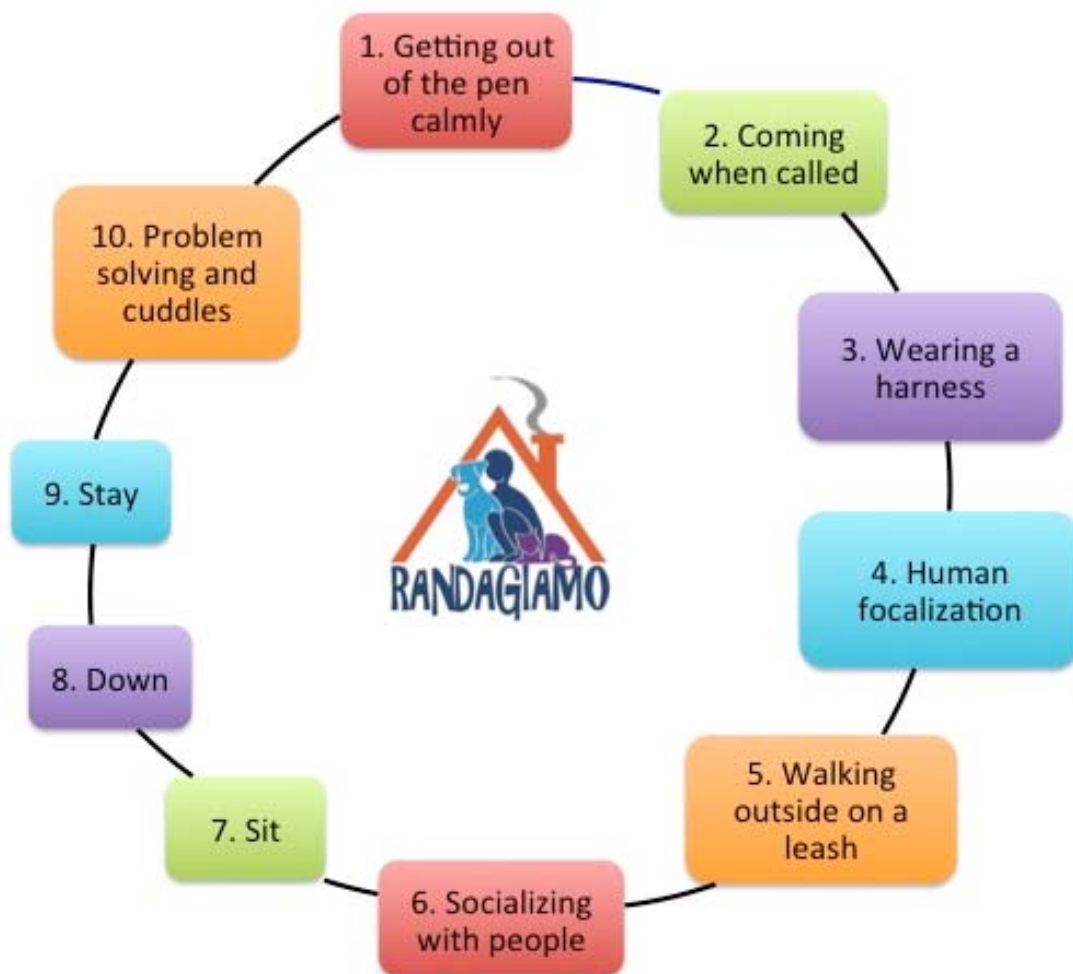 1. Getting out
of the pen
calmly
2. Coming
when called
3. Wearing a
harness
4. Human
focalization
5. Walking
outside on a
leash
6. Socializing
with people
7. Sit
8. Down
9. Stay
10. Problem
solving and
cuddles
RANDAGIAMO